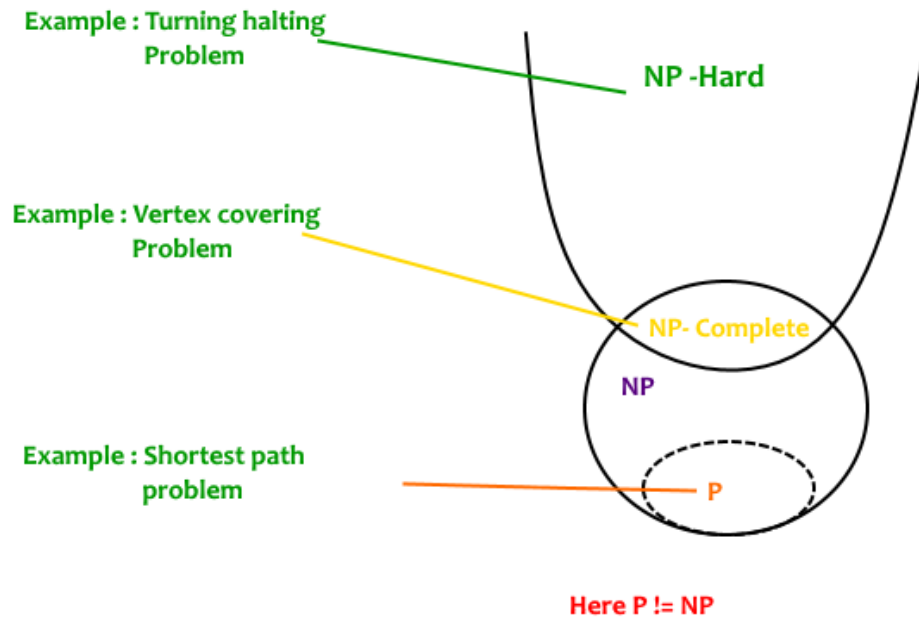 Example : Turning halting
Problem
NP -Hard
Example : Vertex covering
Problem
NP- Complete
NP
Example : Shortest path
problem
P
Here P != NP